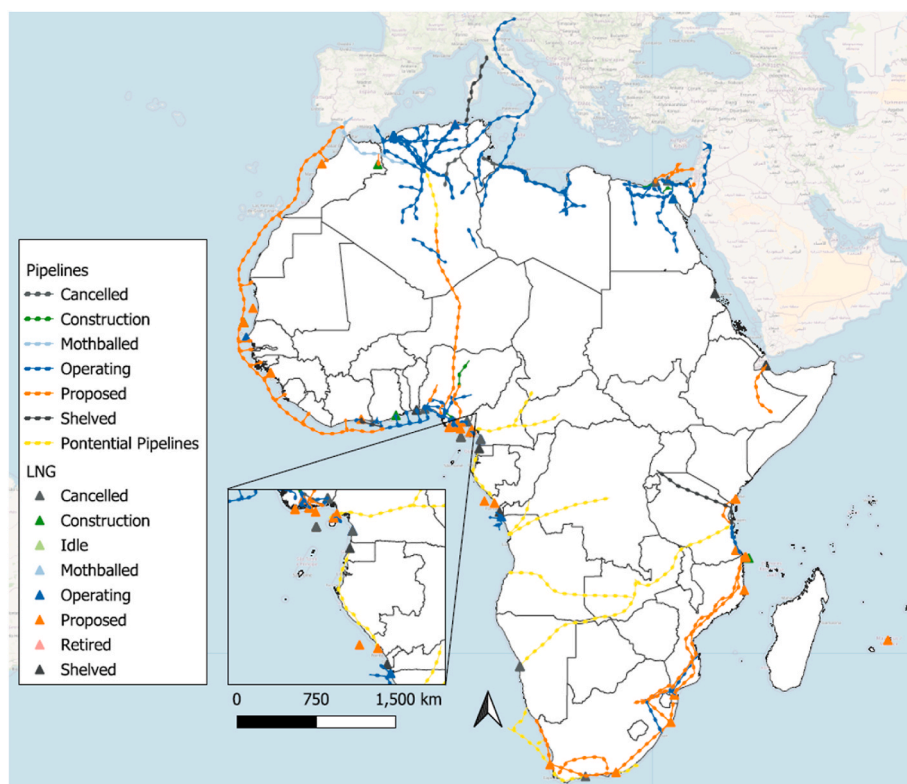 Pipelines
Cancelled
Construction
Mothballed
Operating
Proposed
Shelved
Pontential Pipelines
LNG
Cancelled
Construction
Idle
Mothballed
Operating
Proposed
Retired
Shelved
0 750 1,500 km